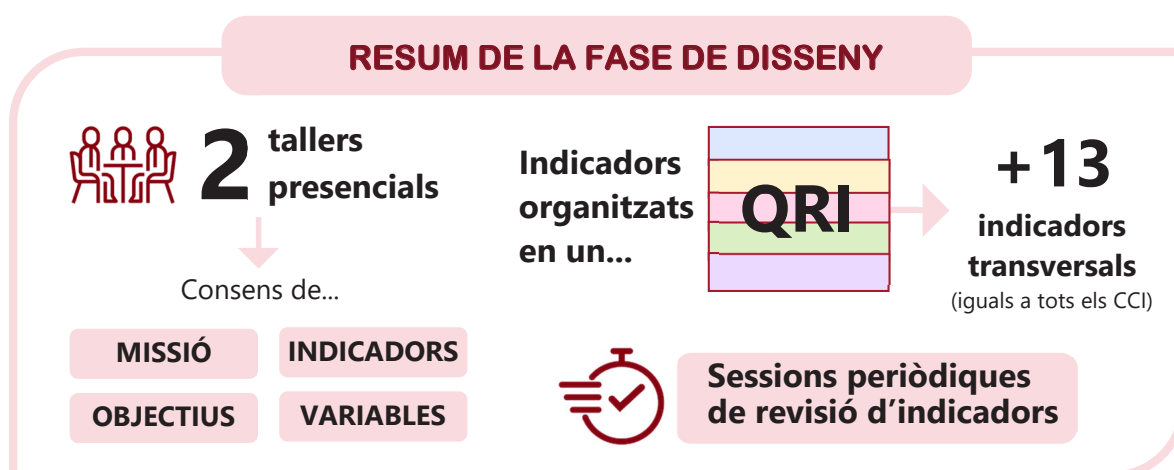 RESUM DE LA FASE DE DISSENY
2
tallers
presencials
Consens de...
MISSIÓ
INDICADORS
OBJECTIUS
VARIABLES
Indicadors
organitzats
en un...
QRI
+13
indicadors
transversals
(iguals a tots els CCI)
Sessions periòdiques
de revisió d’indicadors